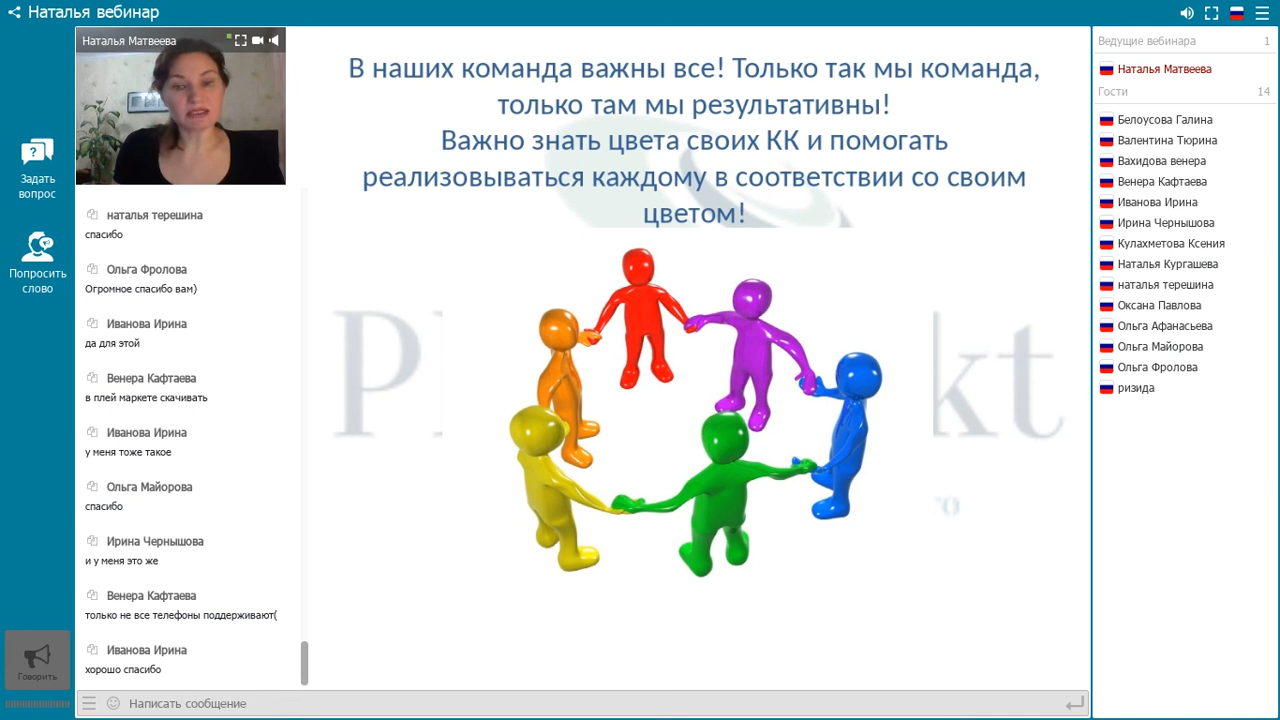 Наталья вебинар
Наталья Матвеева
Задать
вопрос
Попросить
слово
Говорить
наталья терешина
спасибо
Ольга Фролова
Огромное спасибо вам)
Иванова Ирина
да для этой
Венера Кафтаева
в плей маркете скачивать
Иванова Ирина
у меня тоже такое
Ольга Майорова
спасибо
Ирина Чернышова
и у меня это же
Венера Кафтаева
только не все телефоны поддерживают(
Иванова Ирина
хорошо спасибо
Написать сообщение
В наших команда важны все! Только так мы команда,
только там мы результативны!
Важно знать цвета своих КК и помогать
реализовываться каждому в соответствии со своим
цветом!
Ведущие вебинара 1
Наталья Матвеева
Гости 14
Белоусова Галина
Валентина Тюрина
Вахидова венера
Венера Кафтаева
Иванова Ирина
Ирина Чернышова
Кулахметова Ксения
Наталья Кургашева
наталья терешина
Оксана Павлова
Ольга Афанасьева
Ольга Майорова
Ольга Фролова
ризида